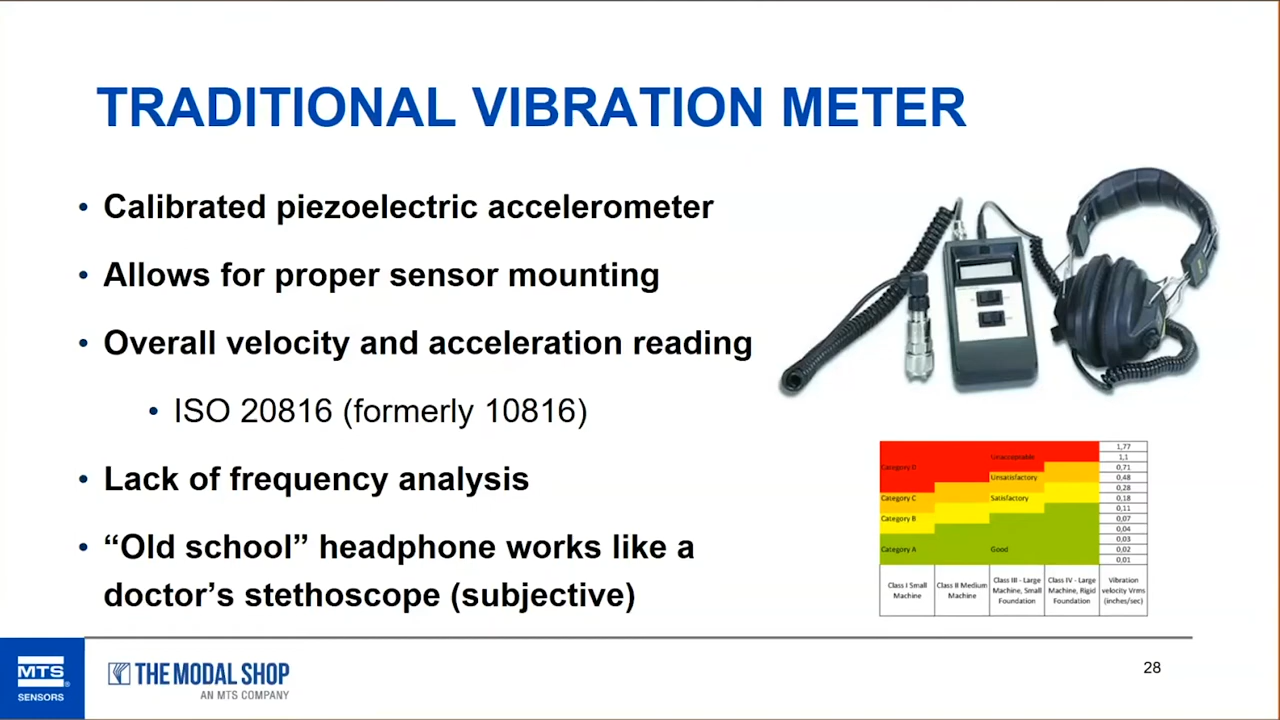 TRADITIONAL VIBRATION METER
• Calibrated piezoelectric accelerometer
• Allows for proper sensor mounting
• Overall velocity and acceleration reading
• ISO 20816 (formerly 10816)
• Lack of frequency analysis
• “Old school” headphone works like a
doctor’s stethoscope (subjective)
Category D
Category C
Category B
Category A
Unacceptable
Unsatisfactory
Satisfactory
Good
1,77
1,1
0,71
0,48
0,28
0,18
0,11
0,07
0,04
0,03
0,02
0,01
Class I Small
Machine
Class II Medium
Machine
Class III - Large
Machine, Small
Foundation
Class IV - Large
Machine, Rigid
Foundation
Vibration
velocity Vrms
(inches/sec)
MTS
SENSORS
THE MODAL SHOP
AN MTS COMPANY
28